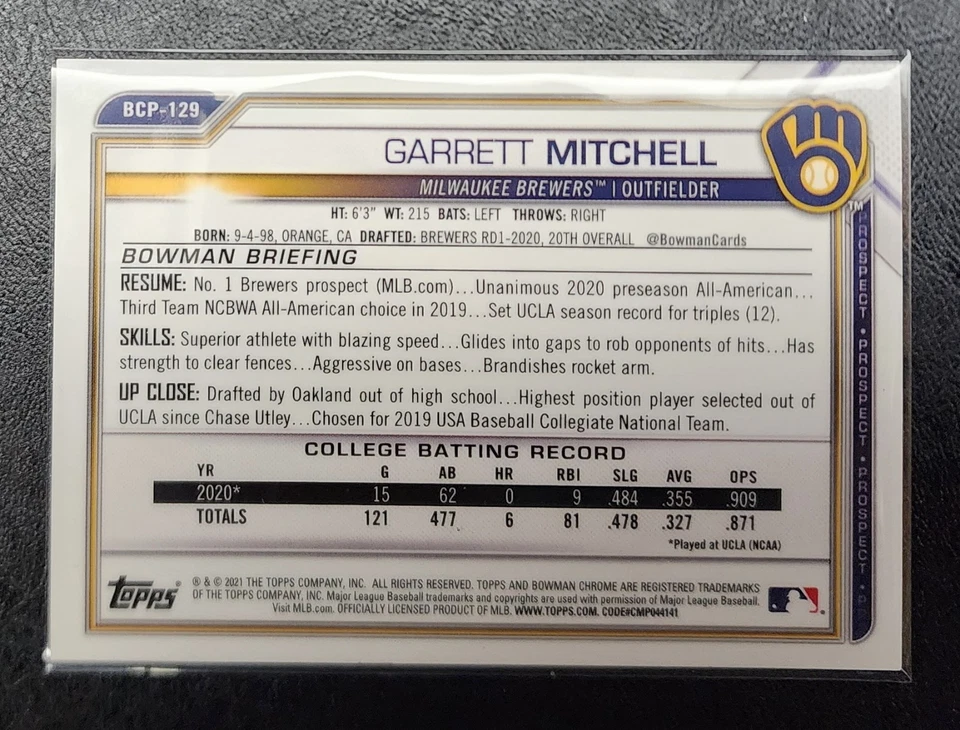 BCP-129
GARRETT MITCHELL
MILWAUKEE BREWERS™ | OUTFIELDER
HT: 6'3" WT: 215 BATS: LEFT THROWS: RIGHT
BORN: 9-4-98, ORANGE, CA DRAFTED: BREWERS RD1-2020, 20TH OVERALL @BowmanCards
BOWMAN BRIEFING
RESUME: No. 1 Brewers prospect (MLB.com)...Unanimous 2020 preseason All-American...
Third Team NCBWA All-American choice in 2019...Set UCLA season record for triples (12).
SKILLS: Superior athlete with blazing speed...Glides into gaps to rob opponents of hits...Has
strength to clear fences...Aggressive on bases...Brandishes rocket arm.
UP CLOSE: Drafted by Oakland out of high school...Highest position player selected out of
UCLA since Chase Utley...Chosen for 2019 USA Baseball Collegiate National Team.
COLLEGE BATTING RECORD
YR G AB HR RBI SLG AVG OPS
2020* 15 62 0 9 .484 .355 .909
TOTALS 121 477 6 81 .478 .327 .871
*Played at UCLA (NCAA)
Topps ® & © 2021 THE TOPPS COMPANY, INC. ALL RIGHTS RESERVED. TOPPS AND BOWMAN CHROME ARE REGISTERED TRADEMARKS
OF THE TOPPS COMPANY, INC. Major League Baseball trademarks and copyrights are used with permission of Major League Baseball.
Visit MLB.com. OFFICIALLY LICENSED PRODUCT OF MLB. WWW.TOPPS.COM. CODE#CMP044141
TM
PROSPECT • PROSPECT • PROSPECT • PROSPECT • P